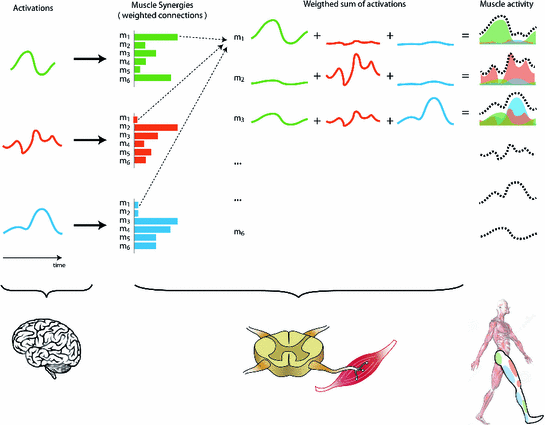 Activations
Muscle Synergies
( weighted connections)
Weigthed sum of activations
Muscle activity
m1
m2
m3
m4
m5
m6
m1
+
+
=
m2
+
+
=
m3
+
+
=
...
...
m6
m1
m2
m3
m4
m5
m6
m1
m2
m3
m4
m5
m6
time